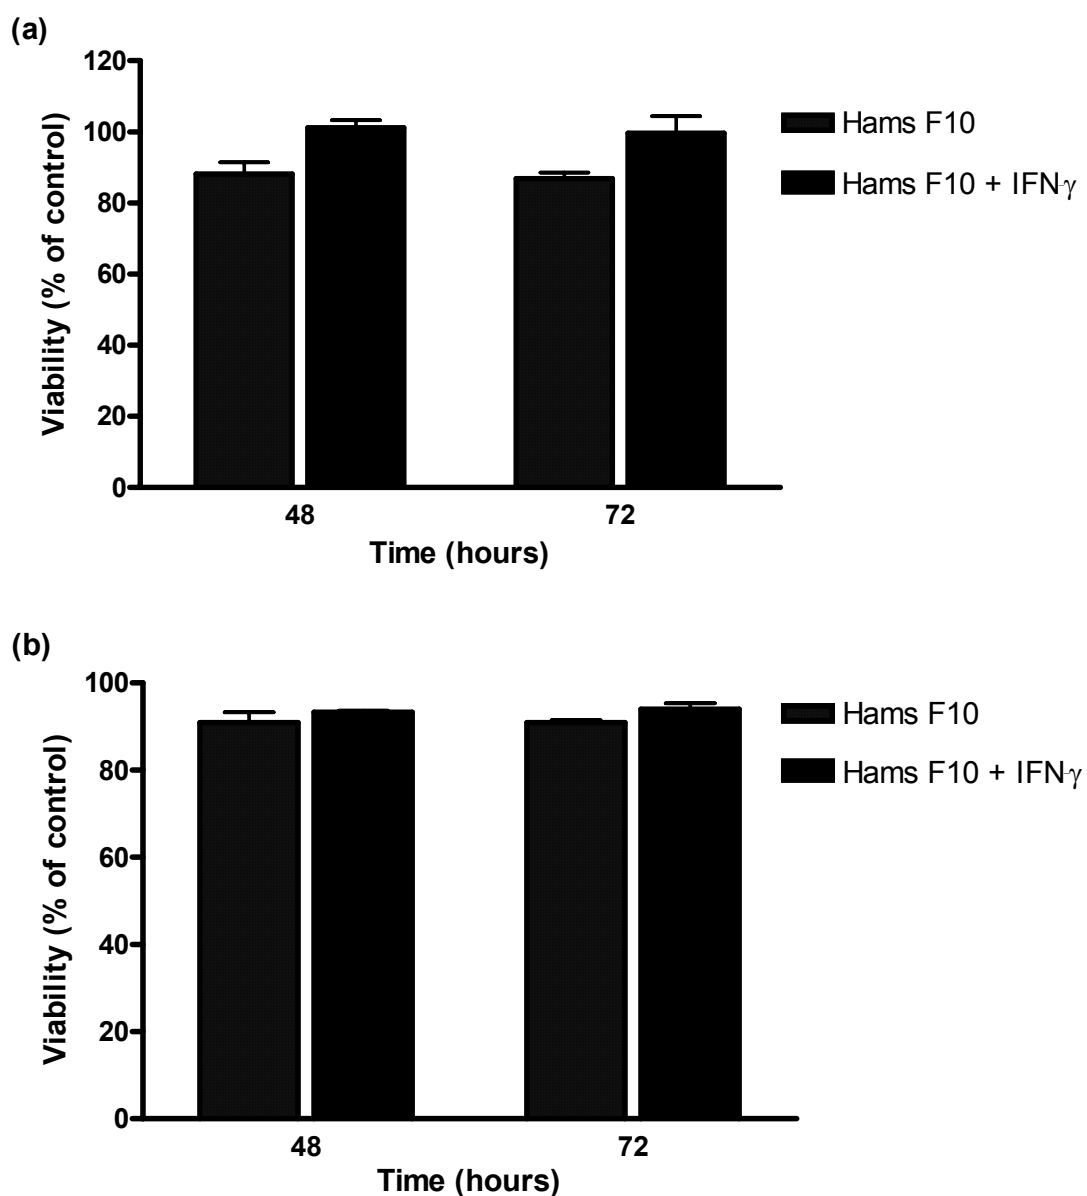 (a)
120
100
80
60
40
20
0
Viability (% of control)
48
72
Time (hours)
Hams F10
Hams F10 + IFN-γ
(b)
100
80
60
40
20
0
Viability (% of control)
48
72
Time (hours)
Hams F10
Hams F10 + IFN-γ